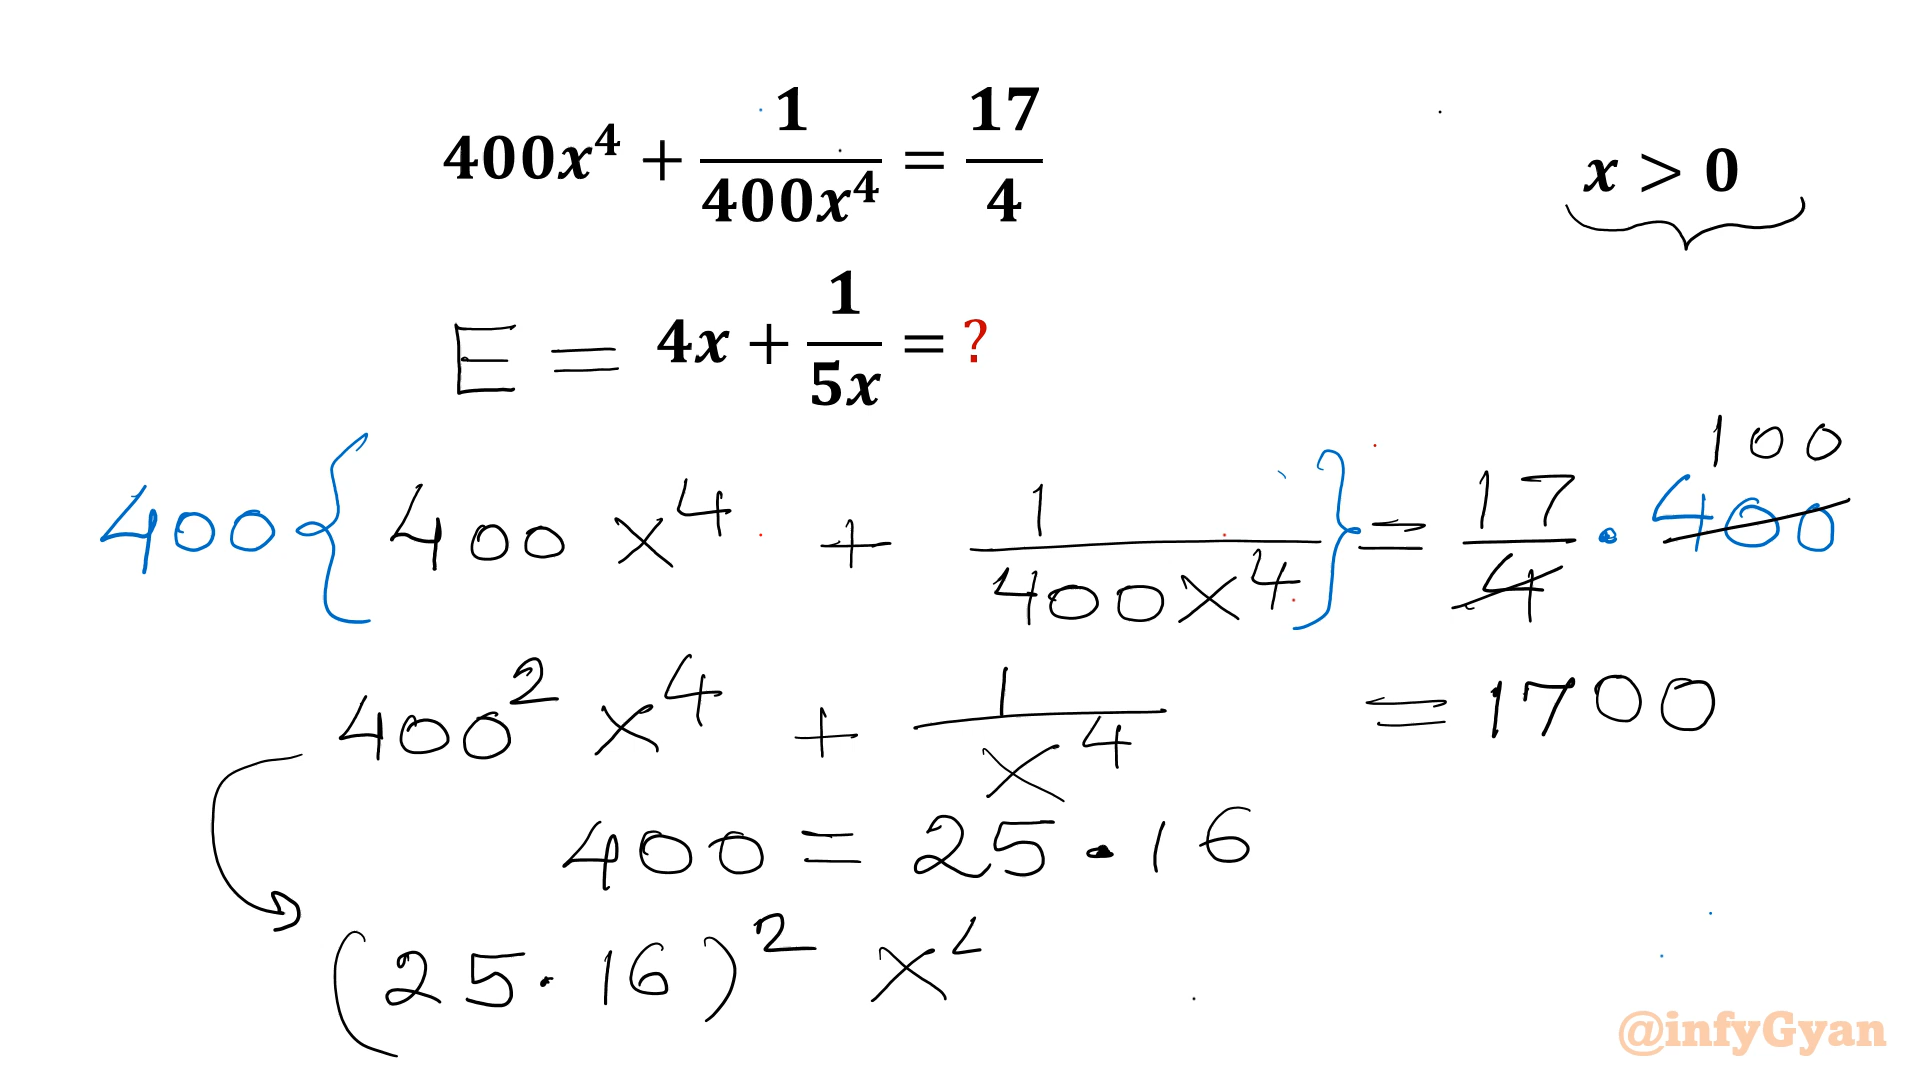 400x⁴ + 1/(400x⁴) = 17/4
x > 0
E = 4x + 1/(5x) = ?
100
400 { 400 x⁴ + 1/(400x⁴) } = 17/4 · 400
400² x⁴ + 1/x⁴ = 1700
400 = 25 · 16
(25 · 16)² x
@infyGyan